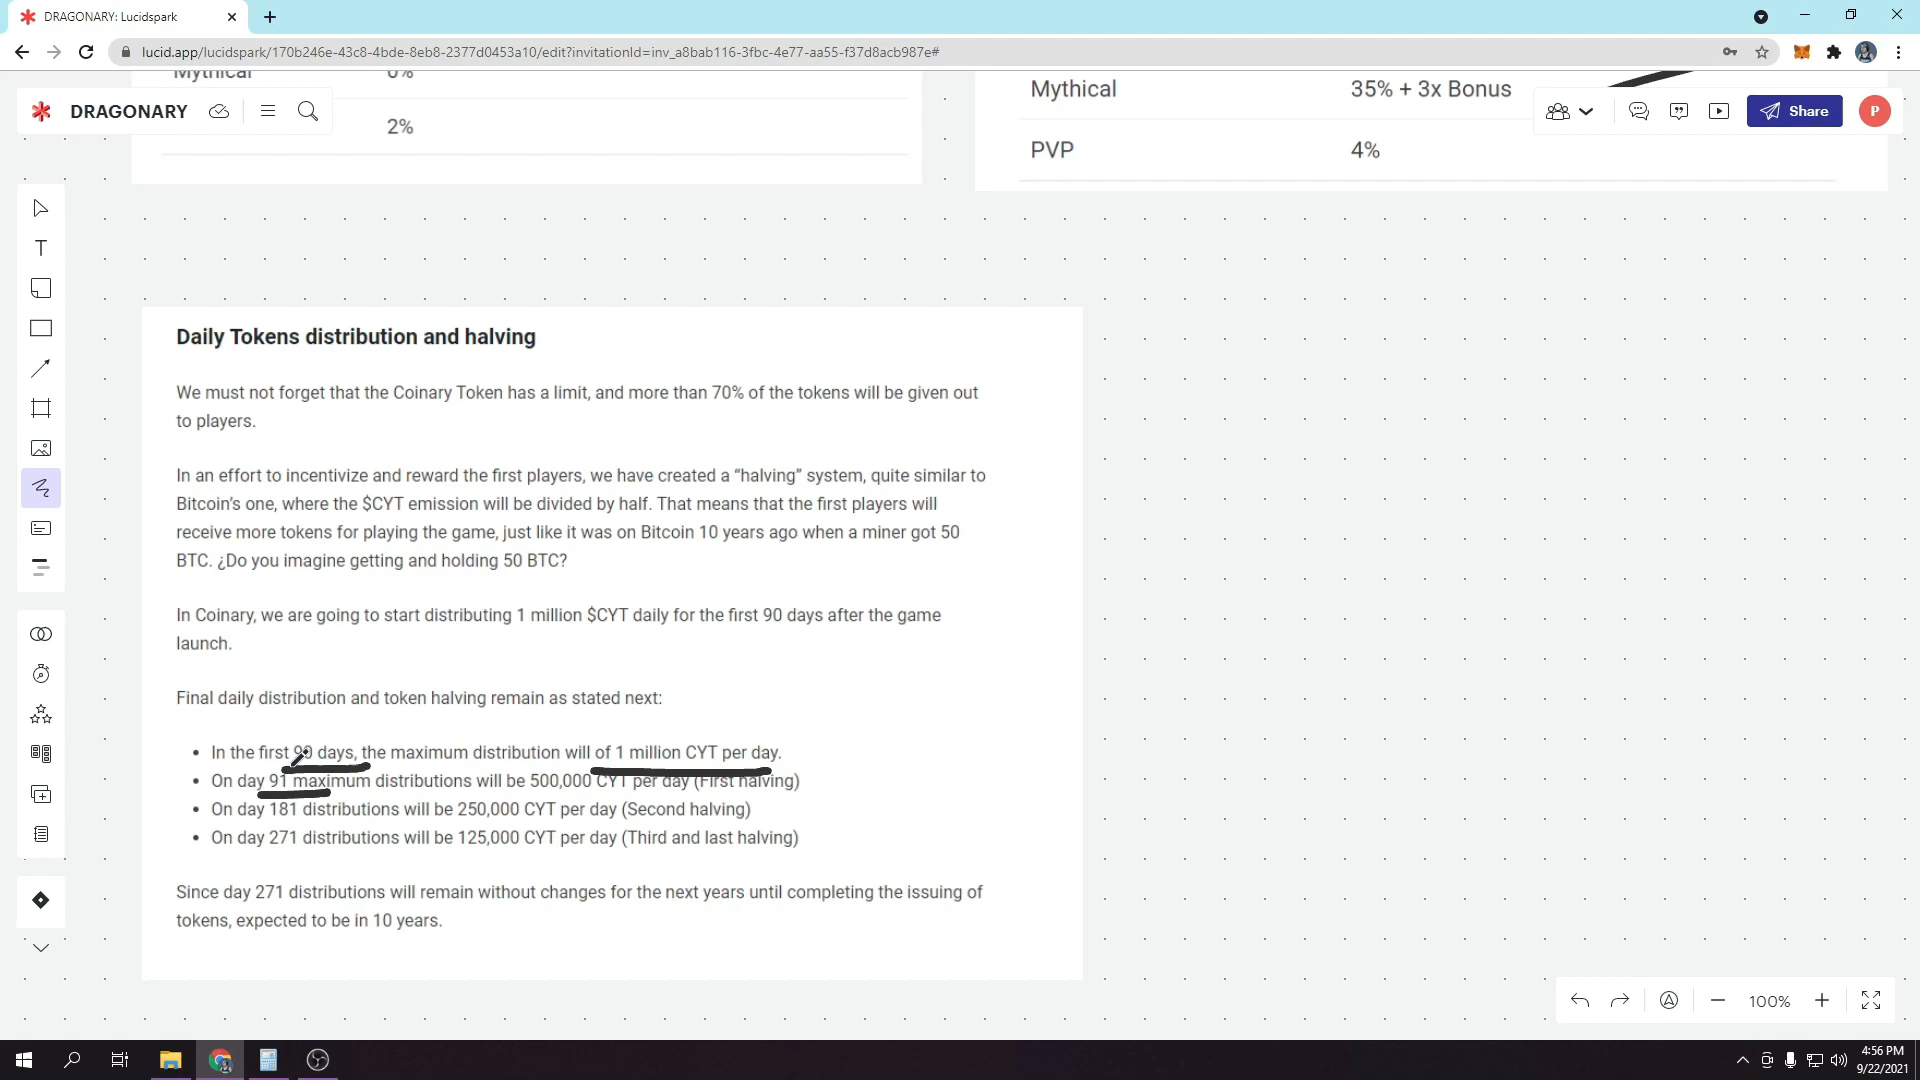 DRAGONARY: Lucidspark
lucid.app/lucidspark/170b246e-43c8-4bde-8eb8-2377d0453a10/edit?invitationId=inv_a8bab116-3fbc-4e77-aa55-f37d8acb987e#
Mythical 0%
Mythical 35% + 3x Bonus
DRAGONARY
Share P
2%
PVP 4%
T
Daily Tokens distribution and halving
We must not forget that the Coinary Token has a limit, and more than 70% of the tokens will be given out
to players.
In an effort to incentivize and reward the first players, we have created a “halving” system, quite similar to
Bitcoin’s one, where the $CYT emission will be divided by half. That means that the first players will
receive more tokens for playing the game, just like it was on Bitcoin 10 years ago when a miner got 50
BTC. ¿Do you imagine getting and holding 50 BTC?
In Coinary, we are going to start distributing 1 million $CYT daily for the first 90 days after the game
launch.
Final daily distribution and token halving remain as stated next:
• In the first 90 days, the maximum distribution will of 1 million CYT per day.
• On day 91 maximum distributions will be 500,000 CYT per day (First halving)
• On day 181 distributions will be 250,000 CYT per day (Second halving)
• On day 271 distributions will be 125,000 CYT per day (Third and last halving)
Since day 271 distributions will remain without changes for the next years until completing the issuing of
tokens, expected to be in 10 years.
100%
4:56 PM
9/22/2021